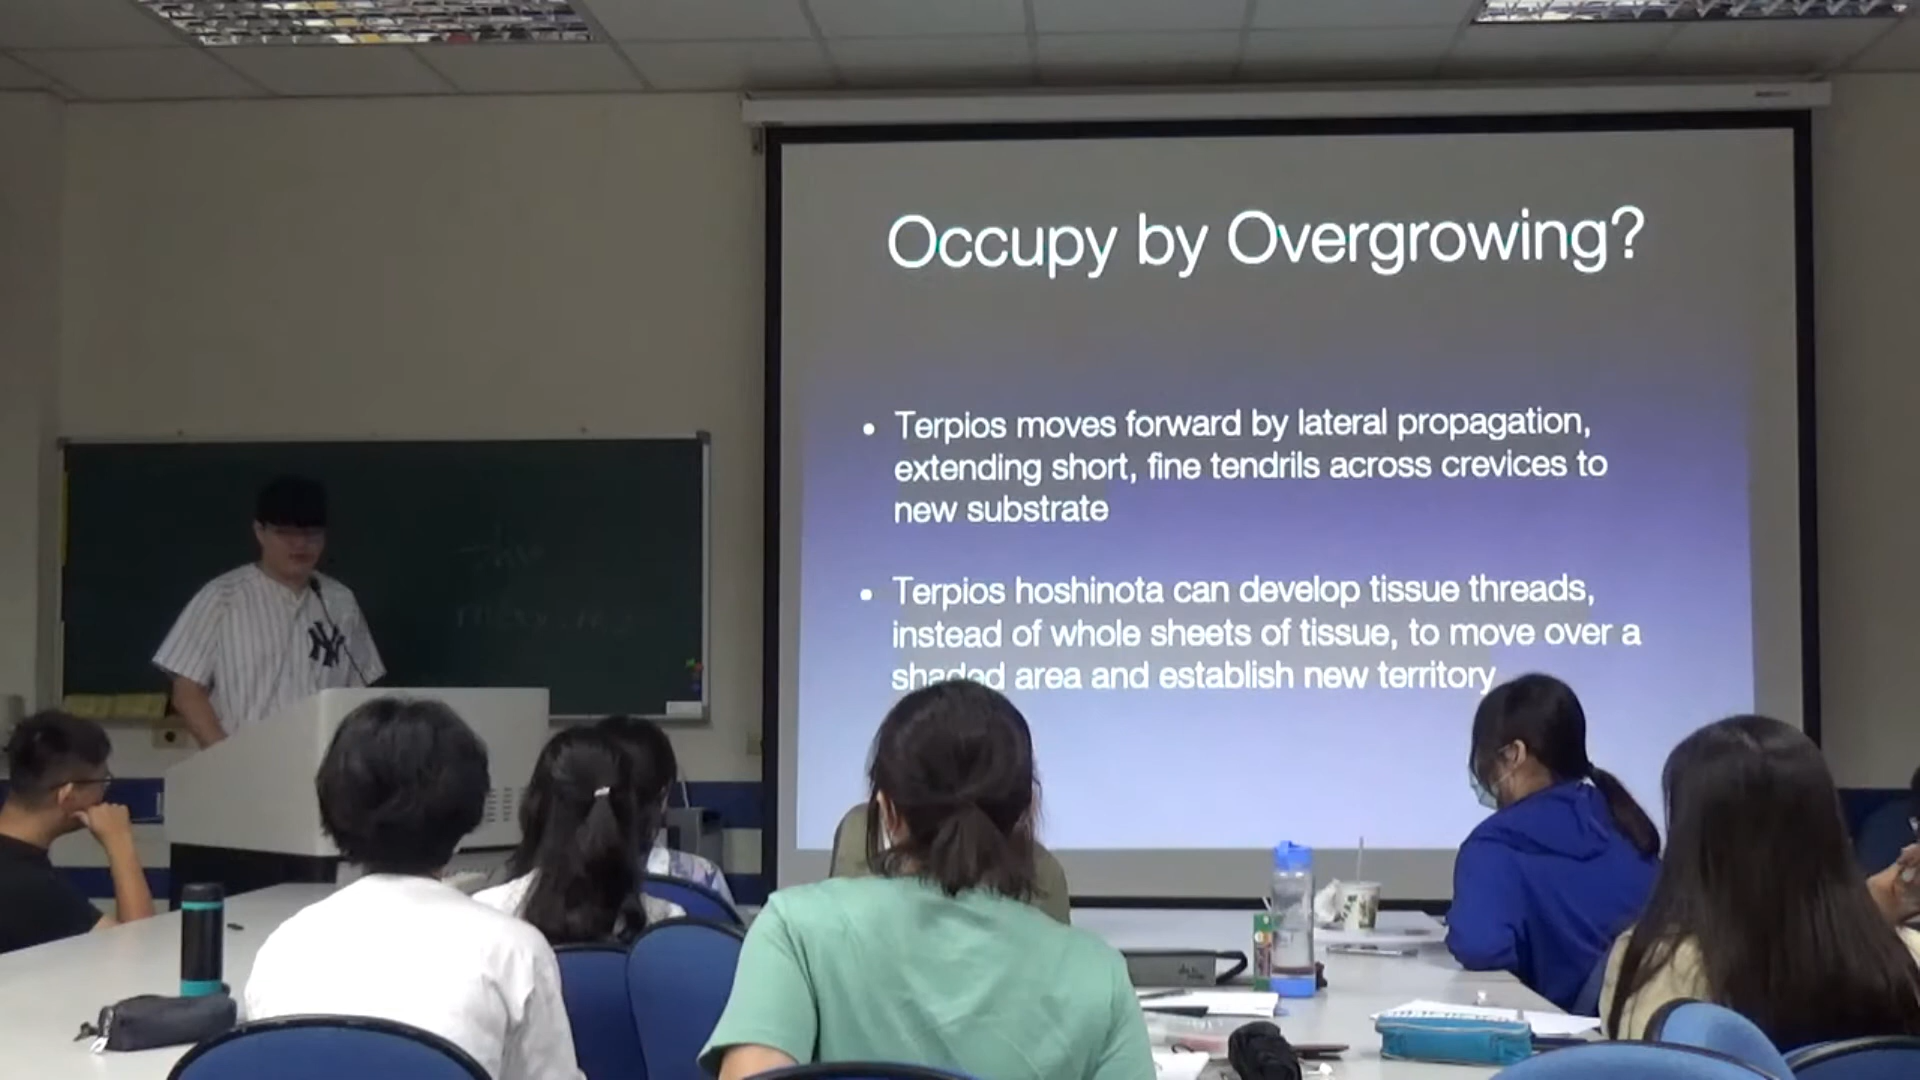 Occupy by Overgrowing?
• Terpios moves forward by lateral propagation,
extending short, fine tendrils across crevices to
new substrate
• Terpios hoshinota can develop tissue threads,
instead of whole sheets of tissue, to move over a
shaded area and establish new territory
NY